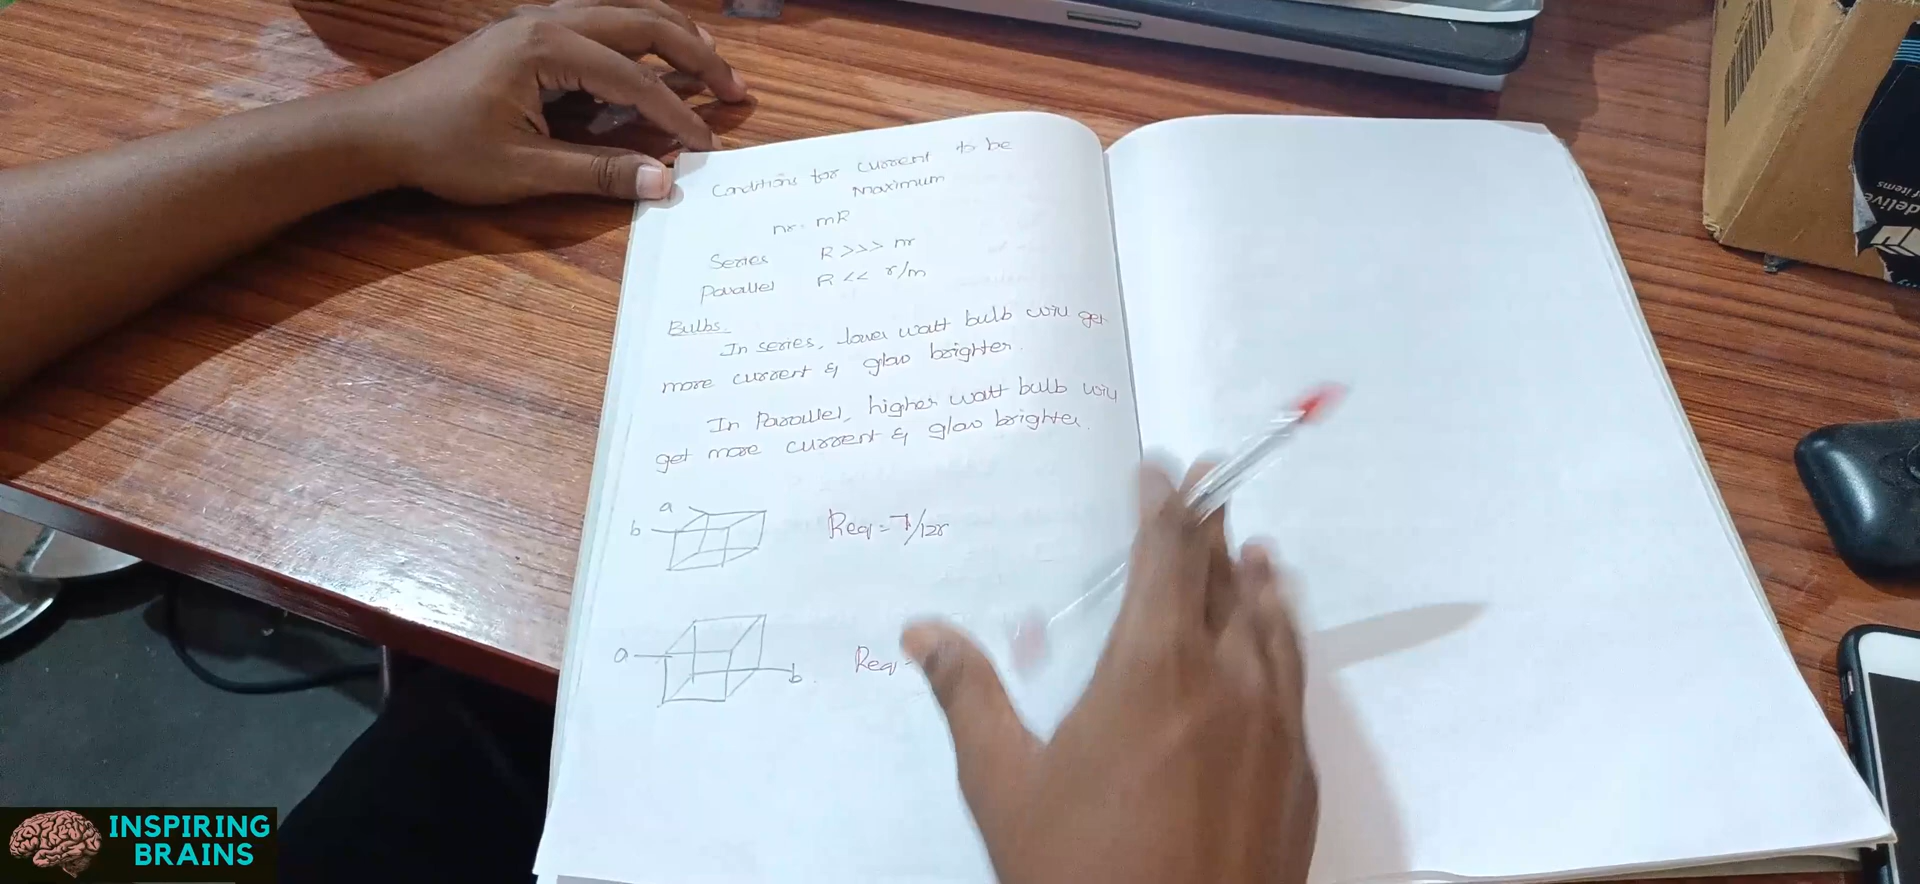 Conditions for current to be
Maximum
nr = mR
Series R >>> nr
Parallel R << r/m
Bulbs
In series, lower watt bulb will get
more current & glow brighter.
In Parallel, higher watt bulb will
get more current & glow brighter.
a
b
Req = 7/12r
a
b
Req =
INSPIRING
BRAINS